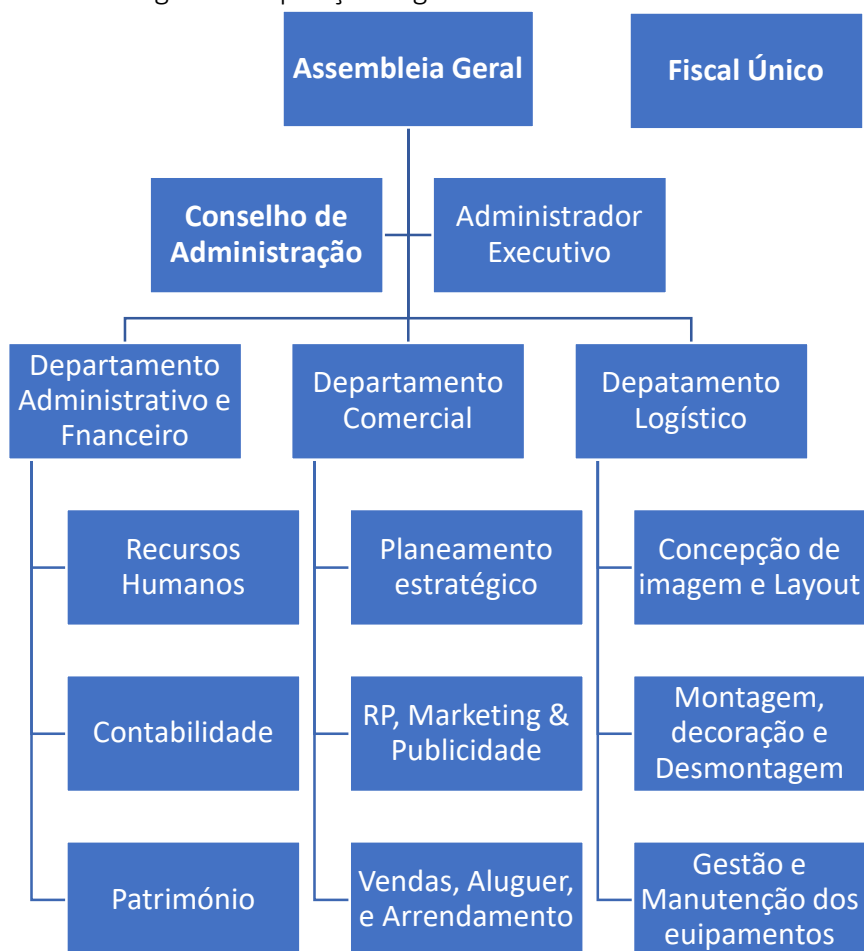 Assembleia Geral
Fiscal Único
Conselho de
Administração
Administrador
Executivo
Departamento
Administrativo e
Fnanceiro
Departamento
Comercial
Depatamento
Logístico
Recursos
Humanos
Planeamento
estratégico
Concepção de
imagem e Layout
Contabilidade
RP, Marketing &
Publicidade
Montagem,
decoração e
Desmontagem
Património
Vendas, Aluguer,
e Arrendamento
Gestão e
Manutenção dos
euipamentos